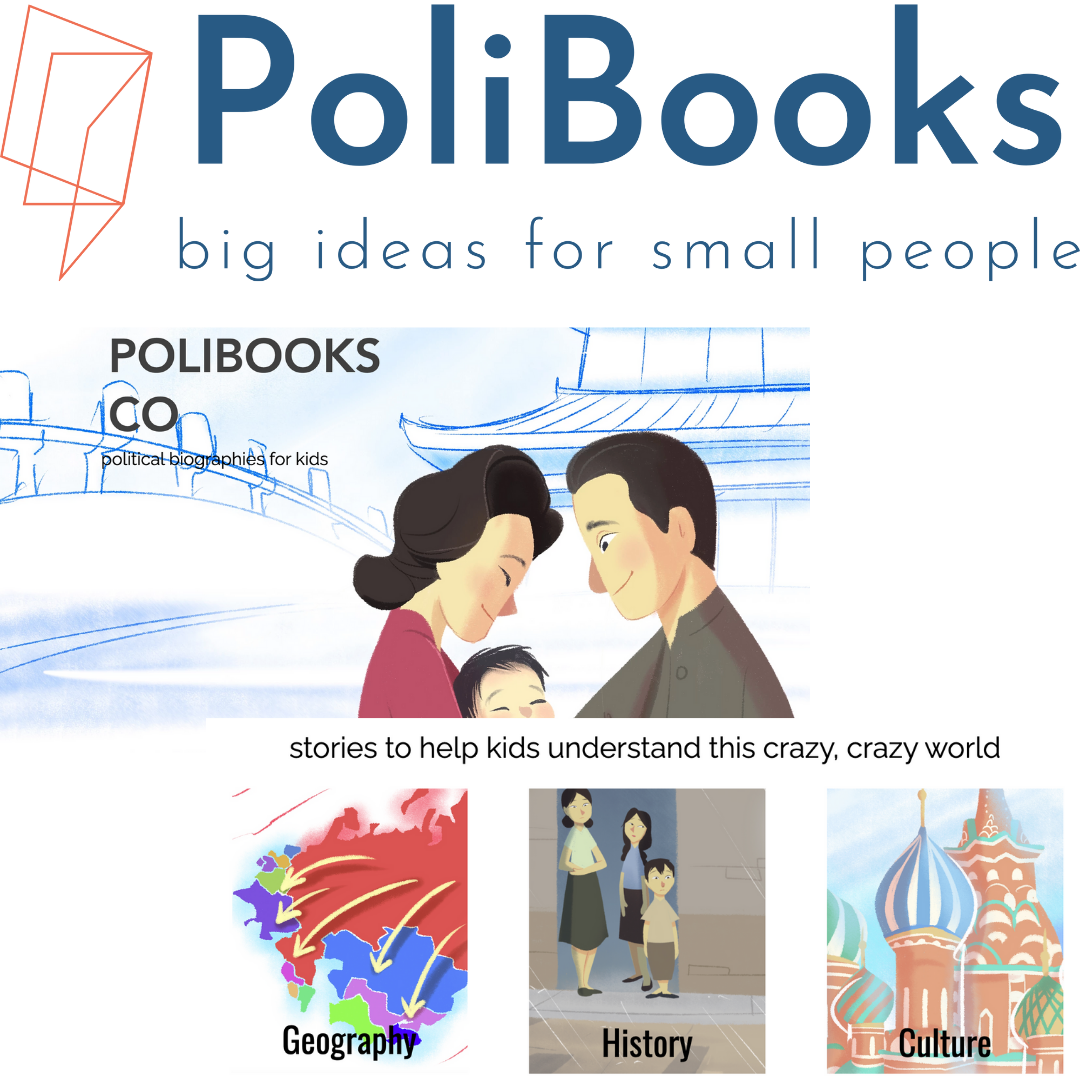 PoliBooks
big ideas for small people
POLIBOOKS
CO
political biographies for kids
stories to help kids understand this crazy, crazy world
Geography
History
Culture